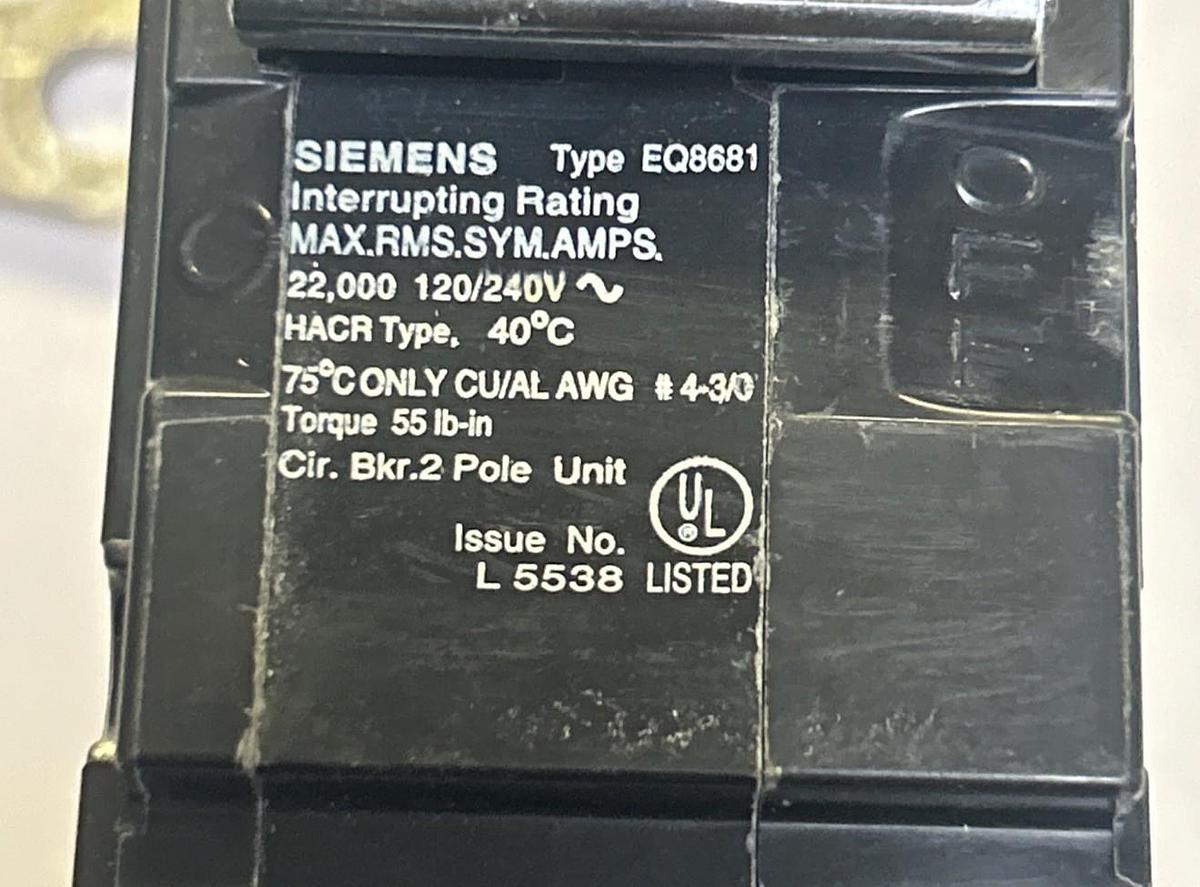 SIEMENS Type EQ8681
Interrupting Rating
MAX.RMS.SYM.AMPS.
22,000 120/240V ~
HACR Type. 40°C
75°C ONLY CU/AL AWG # 4-3/0
Torque 55 lb-in
Cir. Bkr.2 Pole Unit
UL ®
Issue No.
L 5538 LISTED